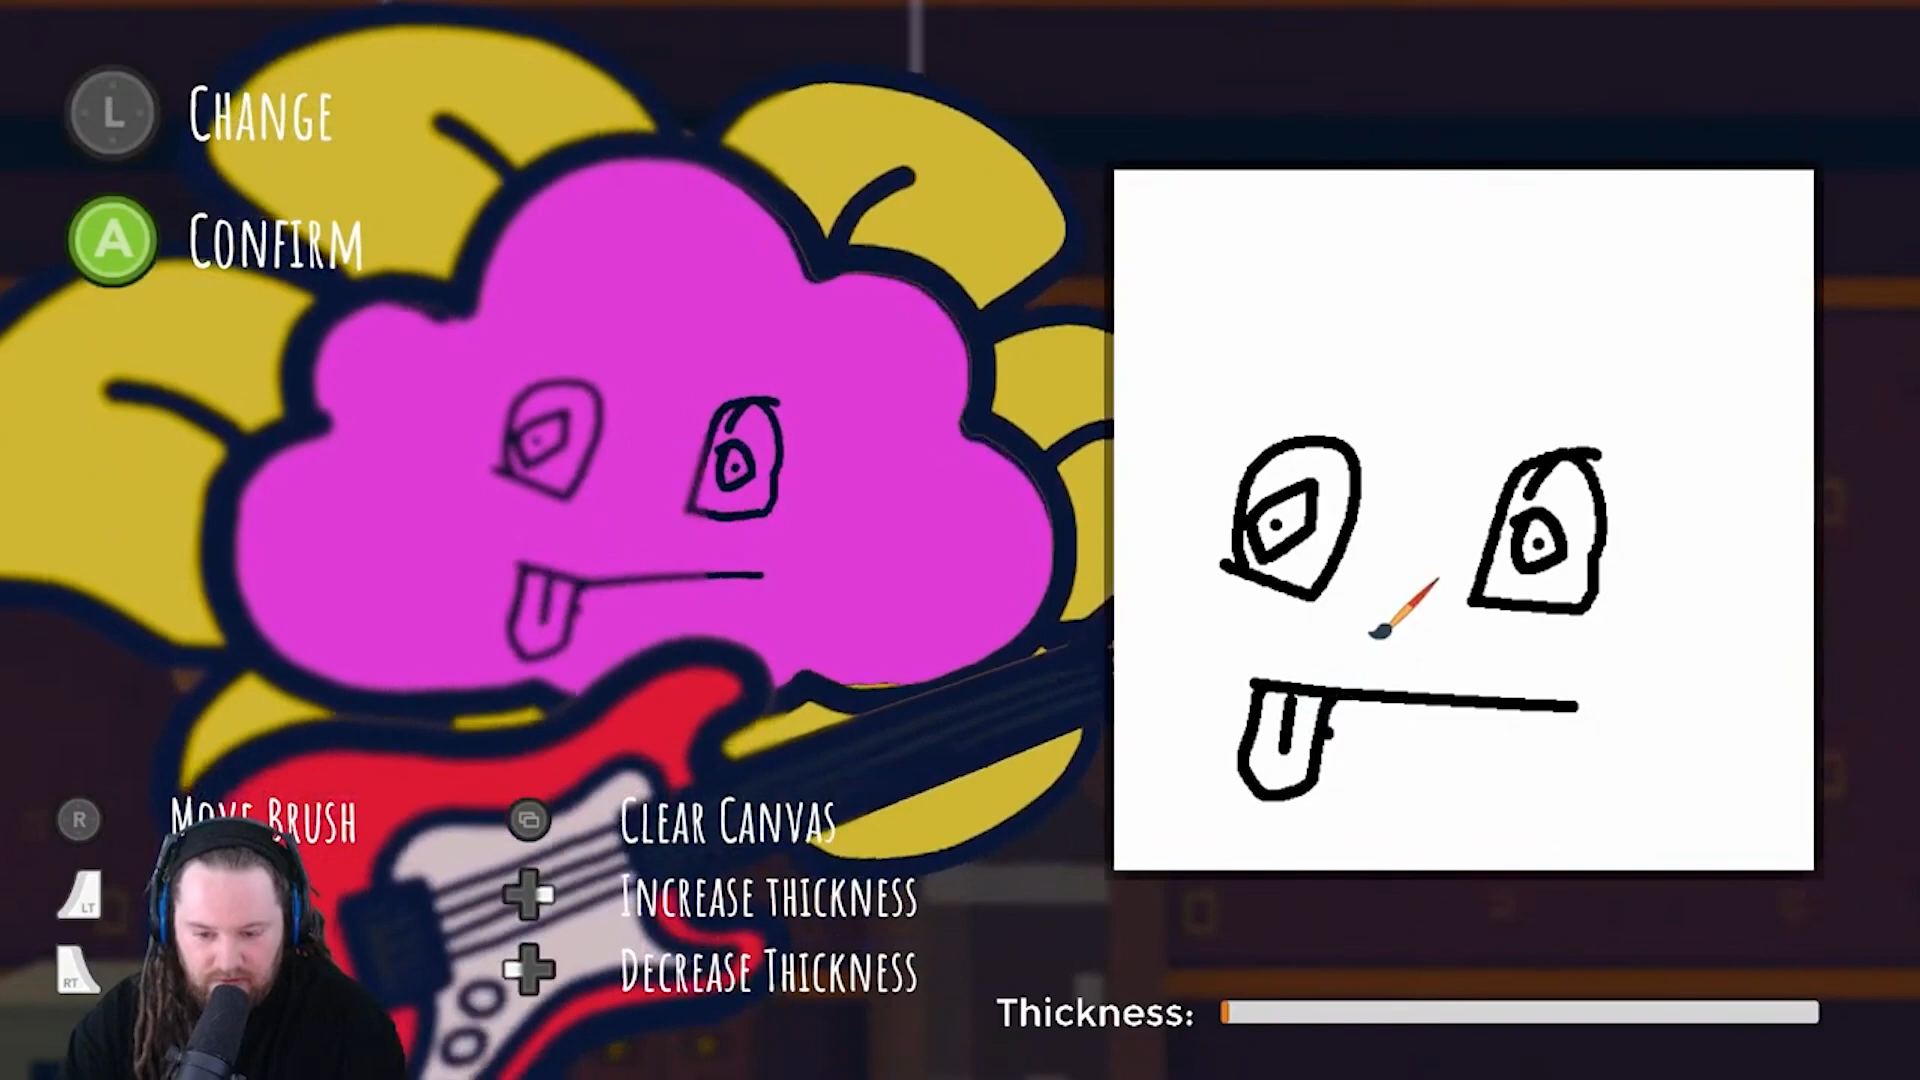 L CHANGE
A CONFIRM
R MOVE BRUSH
CLEAR CANVAS
LT
INCREASE THICKNESS
RT
DECREASE THICKNESS
Thickness: